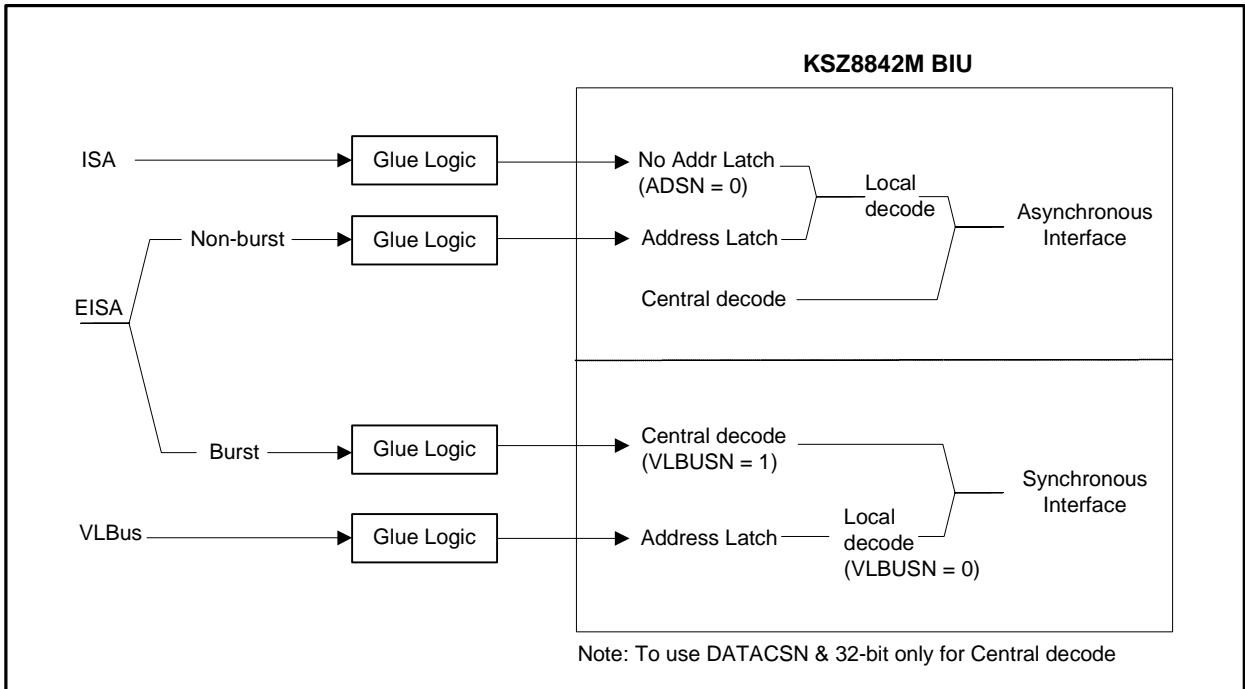 KSZ8842M BIU
ISA
Glue Logic
No Addr Latch
(ADSN = 0)
Local
decode
Asynchronous
Interface
Non-burst
Glue Logic
Address Latch
EISA
Central decode
Burst
Glue Logic
Central decode
(VLBUSN = 1)
Synchronous
Interface
VLBus
Glue Logic
Address Latch
Local
decode
(VLBUSN = 0)
Note: To use DATACSN & 32-bit only for Central decode